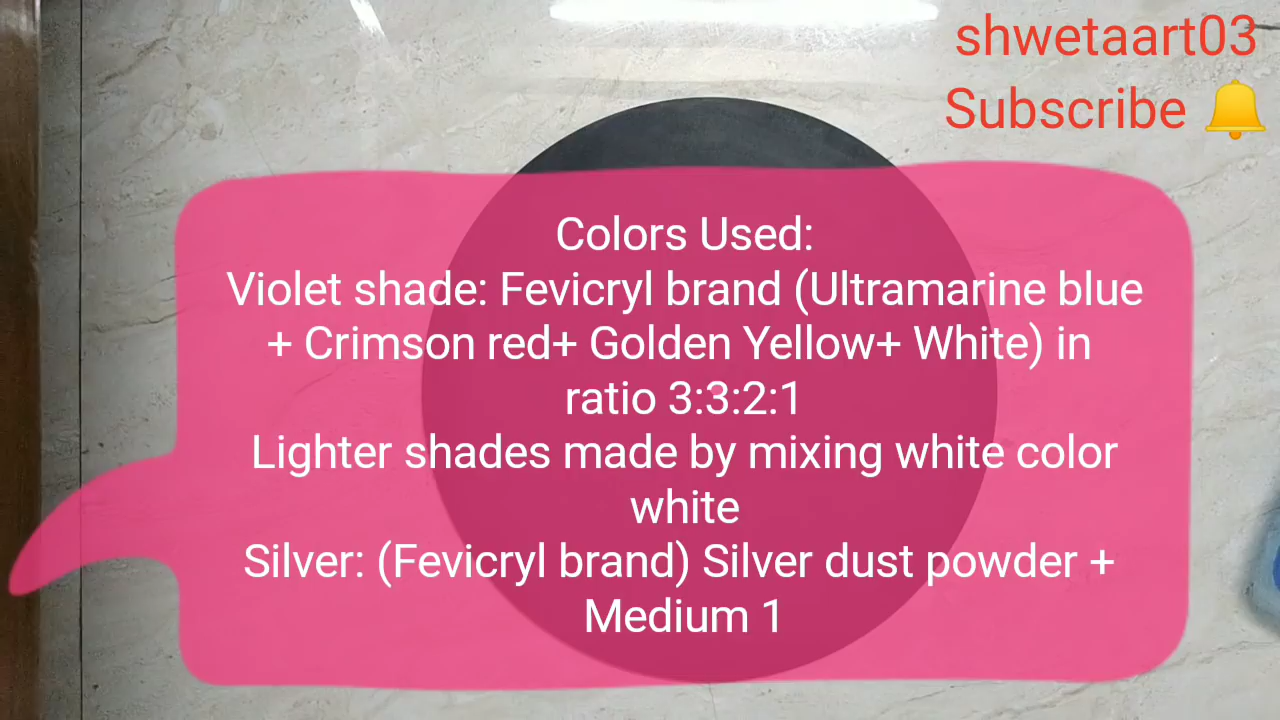 shwetaart03
Subscribe 🔔
Colors Used:
Violet shade: Fevicryl brand (Ultramarine blue
+ Crimson red+ Golden Yellow+ White) in
ratio 3:3:2:1
Lighter shades made by mixing white color
white
Silver: (Fevicryl brand) Silver dust powder +
Medium 1